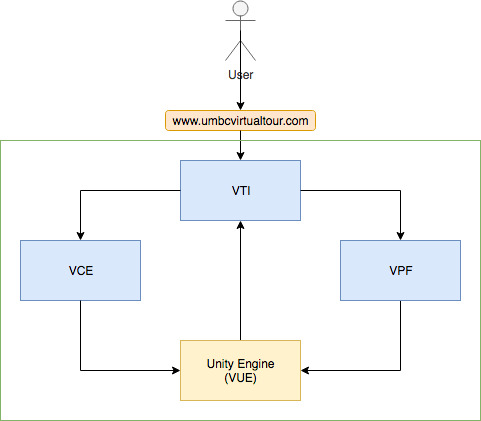 User
www.umbcvirtualtour.com
VTI
VCE
VPF
Unity Engine
(VUE)